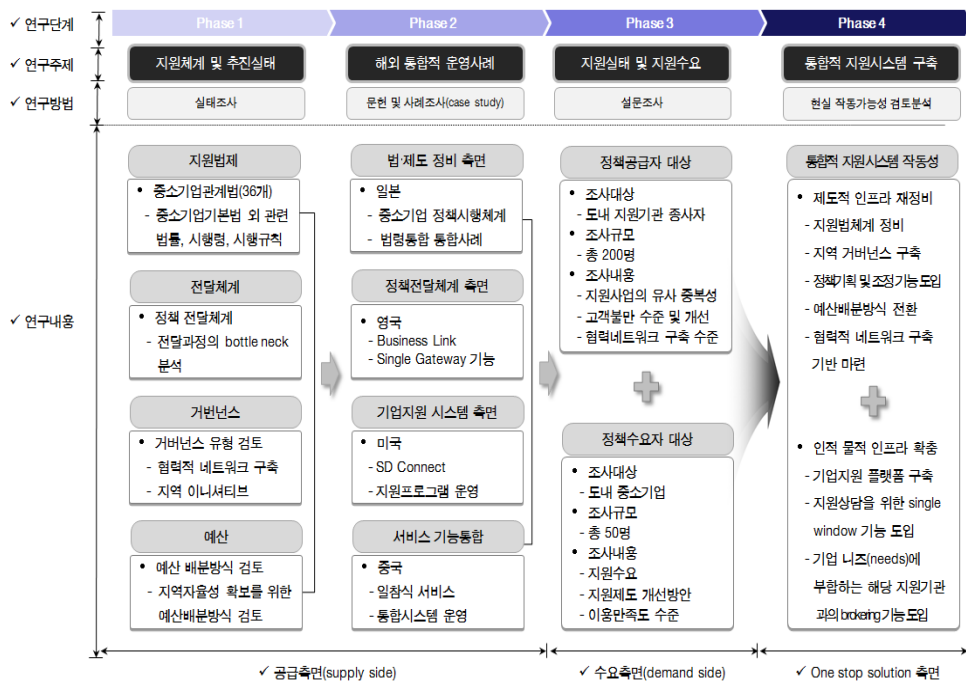 ✓ 연구단계
Phase 1
Phase 2
Phase 3
Phase 4
✓ 연구주제
지원체계 및 추진실태
해외 통합적 운영사례
지원실태 및 지원수요
통합적 지원시스템 구축
✓ 연구방법
실태조사
문헌 및 사례조사(case study)
설문조사
현실 작동가능성 검토분석
✓ 연구내용
지원법제
• 중소기업관계법(36개)
- 중소기업기본법 외 관련
법률, 시행령, 시행규칙
전달체계
• 정책 전달체계
- 전달과정의 bottle neck
분석
거번넌스
• 거버넌스 유형 검토
- 협력적 네트워크 구축
- 지역 이니셔티브
예산
• 예산 배분방식 검토
- 지역자율성 확보를 위한
예산배분방식 검토
법·제도 정비 측면
• 일본
- 중소기업 정책시행체계
- 법령통합 통합사례
정책전달체계 측면
• 영국
- Business Link
- Single Gateway 기능
기업지원 시스템 측면
• 미국
- SD Connect
- 지원프로그램 운영
서비스 기능통합
• 중국
- 일참식 서비스
- 통합시스템 운영
정책공급자 대상
• 조사대상
- 도내 지원기관 종사자
• 조사규모
- 총 200명
• 조사내용
- 지원사업의 유사 중복성
- 고객불만 수준 및 개선
- 협력네트워크 구축 수준
정책수요자 대상
• 조사대상
- 도내 중소기업
• 조사규모
- 총 50명
• 조사내용
- 지원수요
- 지원제도 개선방안
- 이용만족도 수준
통합적 지원시스템 작동성
• 제도적 인프라 재정비
- 지원법체계 정비
- 지역 거버넌스 구축
- 정책기획 및 조정기능 도입
- 예산배분방식 전환
- 협력적 네트워크 구축
기반 마련
• 인적 물적 인프라 확충
- 기업지원 플랫폼 구축
- 지원상담을 위한 single
window 기능 도입
- 기업 니즈(needs)에
부합하는 해당 지원기관
과의 brokering 기능 도입
✓ 공급측면(supply side)
✓ 수요측면(demand side)
✓ One stop solution 측면